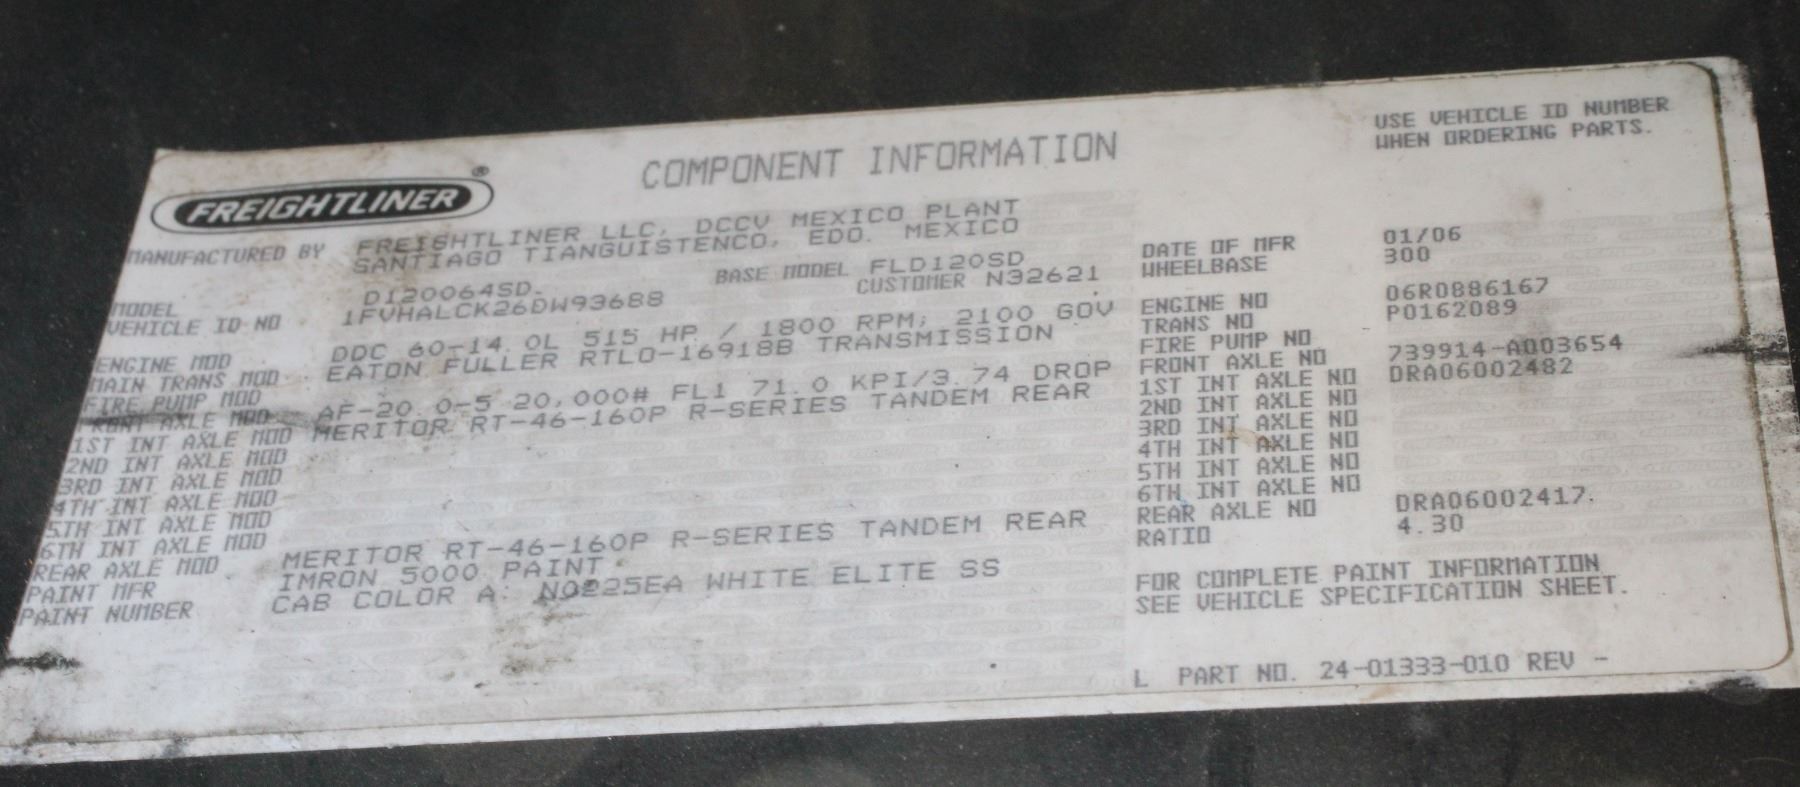 COMPONENT INFORMATION
USE VEHICLE ID NUMBER
WHEN ORDERING PARTS.
FREIGHTLINER®
MANUFACTURED BY FREIGHTLINER LLC, DCCV MEXICO PLANT
SANTIAGO TIANGUISTENCO, EDO. MEXICO
DATE OF MFR 01/06
WHEELBASE 300
MODEL D120064SD. BASE MODEL FLD120SD
VEHICLE ID NO 1FVHALCK26DW93688 CUSTOMER N32621
ENGINE NO 06R0886167
TRANS NO P0162089
FIRE PUMP NO
FRONT AXLE NO 739914-A003654
1ST INT AXLE NO DRA06002482
2ND INT AXLE NO
3RD INT AXLE NO
4TH INT AXLE NO
5TH INT AXLE NO
6TH INT AXLE NO
REAR AXLE NO DRA06002417.
RATIO 4.30
ENGINE MOD DDC 60-14.0L 515 HP / 1800 RPM; 2100 GOV
MAIN TRANS MOD EATON FULLER RTLO-16918B TRANSMISSION
FIRE PUMP MOD
FRONT AXLE MOD AF-20.0-5 20,000# FL1 71.0 KPI/3.74 DROP
1ST INT AXLE MOD MERITOR RT-46-160P R-SERIES TANDEM REAR
2ND INT AXLE MOD
3RD INT AXLE MOD
4TH INT AXLE MOD
5TH INT AXLE MOD
6TH INT AXLE MOD
REAR AXLE MOD MERITOR RT-46-160P R-SERIES TANDEM REAR
PAINT MFR IMRON 5000 PAINT
PAINT NUMBER CAB COLOR A: N0225EA WHITE ELITE SS
FOR COMPLETE PAINT INFORMATION
SEE VEHICLE SPECIFICATION SHEET.
L PART NO. 24-01333-010 REV -